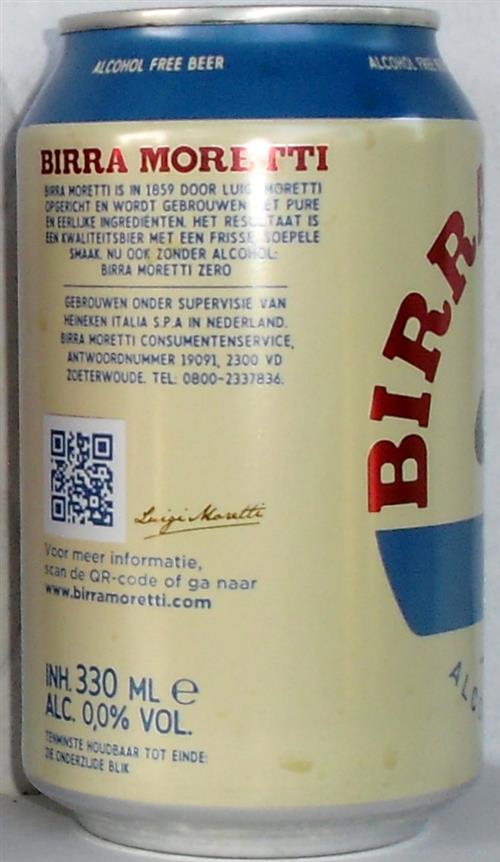 ALCOHOL FREE BEER
ALCOHOL FREE
BIRRA MORETTI
BIRRA MORETTI IS IN 1859 DOOR LUIGI MORETTI
OPGERICHT EN WORDT GEBROUWEN MET PURE
EN EERLIJKE INGREDIËNTEN. HET RESULTAAT IS
EEN KWALITEITSBIER MET EEN FRISSE, SOEPELE
SMAAK. NU OOK ZONDER ALCOHOL:
BIRRA MORETTI ZERO
GEBROUWEN ONDER SUPERVISIE VAN
HEINEKEN ITALIA S.P.A IN NEDERLAND.
BIRRA MORETTI CONSUMENTENSERVICE,
ANTWOORDNUMMER 19091, 2300 VD
ZOETERWOUDE. TEL: 0800-2337836.
Luigi Moretti
Voor meer informatie,
scan de QR-code of ga naar
www.birramoretti.com
INH. 330 ML e
ALC. 0,0% VOL.
TENMINSTE HOUDBAAR TOT EINDE:
ZIE ONDERZIJDE BLIK
BIRR
ALCO